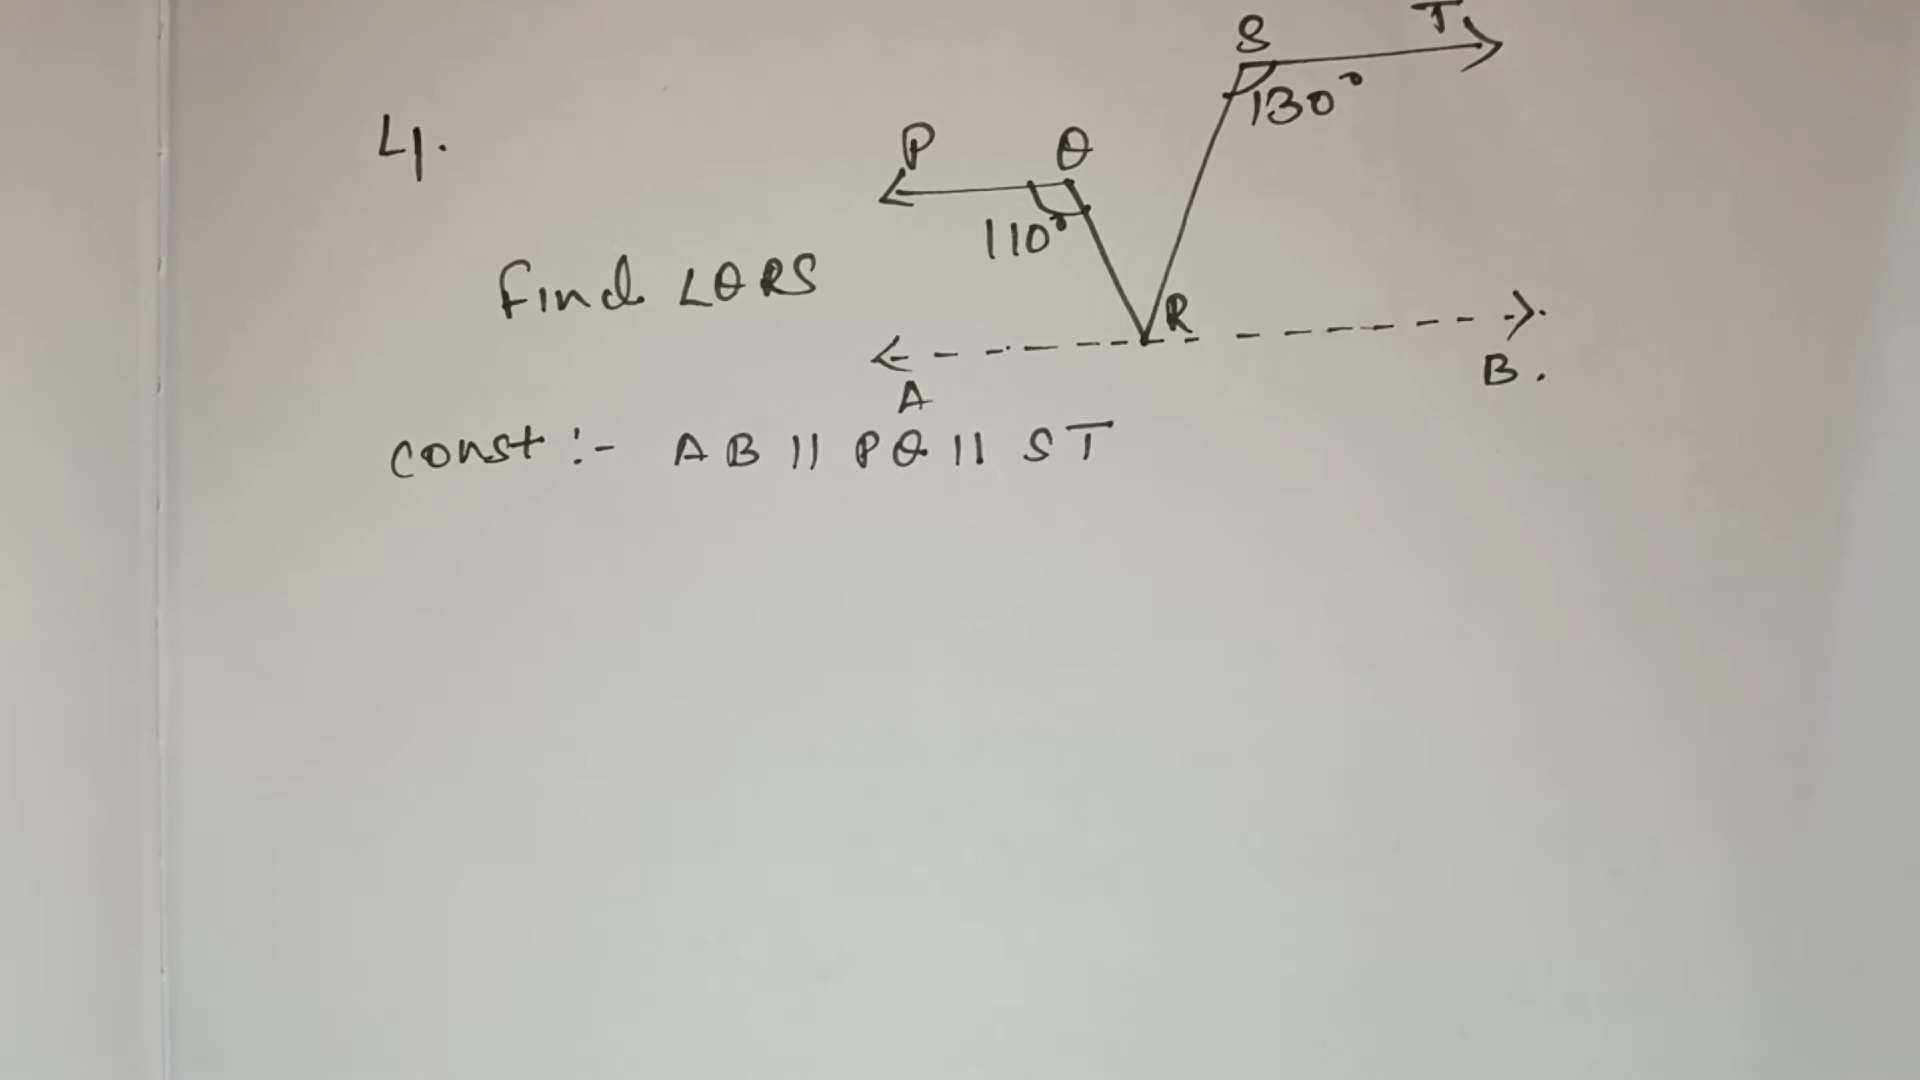 S T
130°
4.
P Q
110°
Find ∠QRS
R
A B.
Const :- AB || PQ || ST